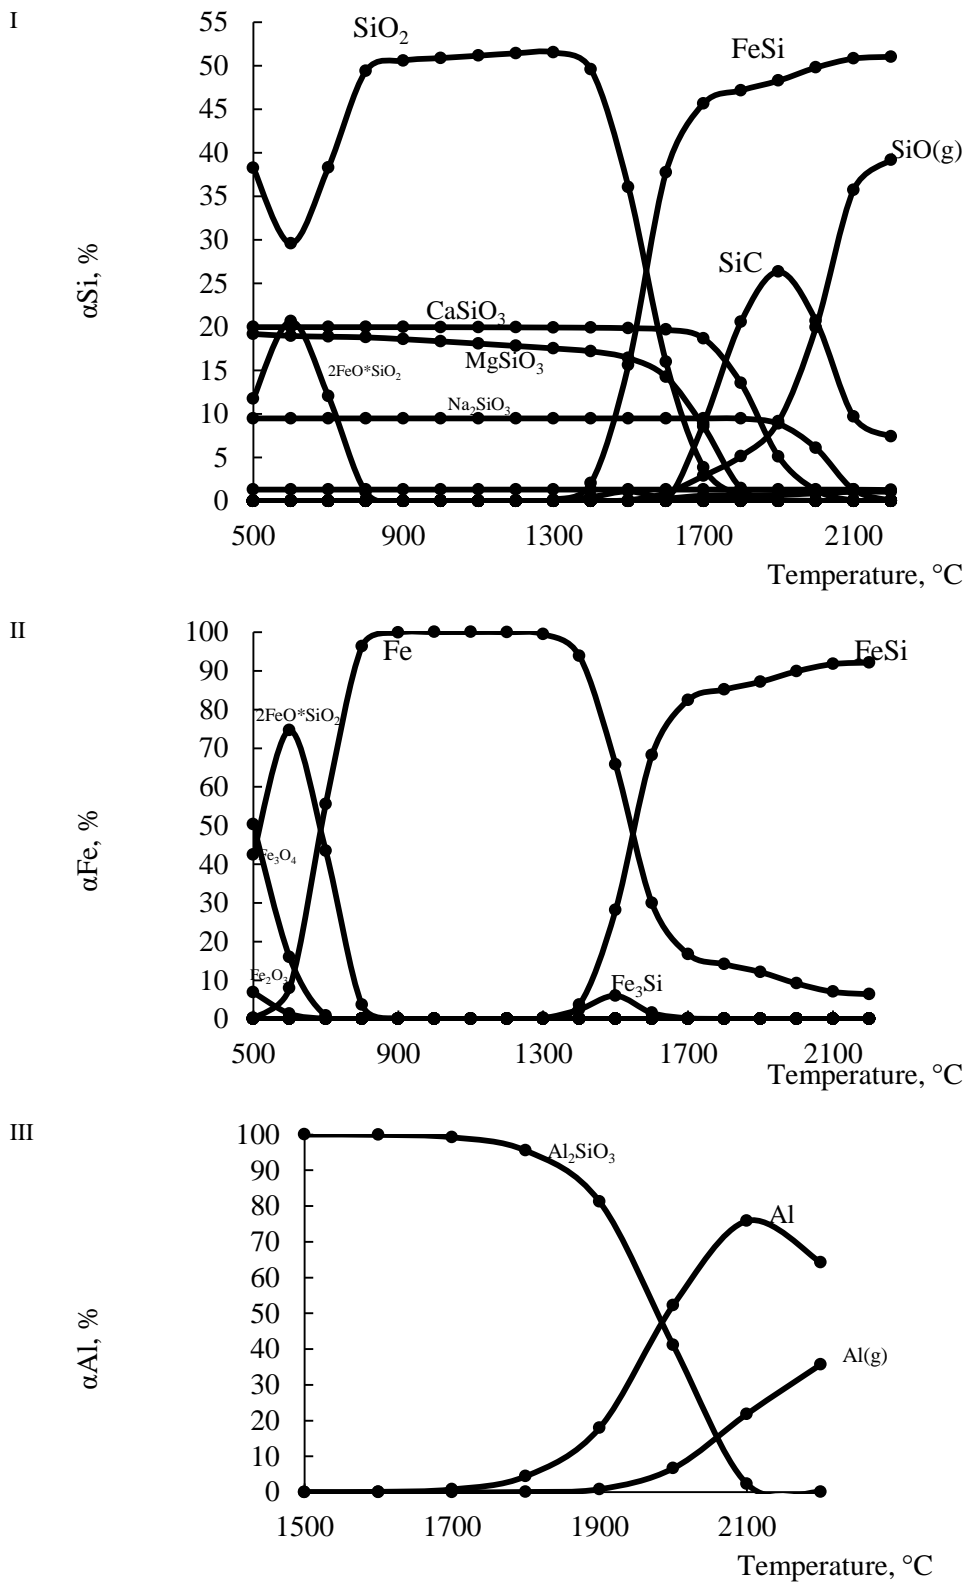 I
55
50
45
40
35
30
25
20
15
10
5
0
αSi, %
SiO₂
FeSi
SiO(g)
SiC
CaSiO₃
MgSiO₃
2FeO*SiO₂
Na₂SiO₃
500 900 1300 1700 2100
Temperature, °C
II
100
90
80
70
60
50
40
30
20
10
0
αFe, %
Fe
FeSi
2FeO*SiO₂
Fe₃O₄
Fe₂O₃
Fe₃Si
500 900 1300 1700 2100
Temperature, °C
III
100
90
80
70
60
50
40
30
20
10
0
αAl, %
Al₂SiO₃
Al
Al(g)
1500 1700 1900 2100
Temperature, °C